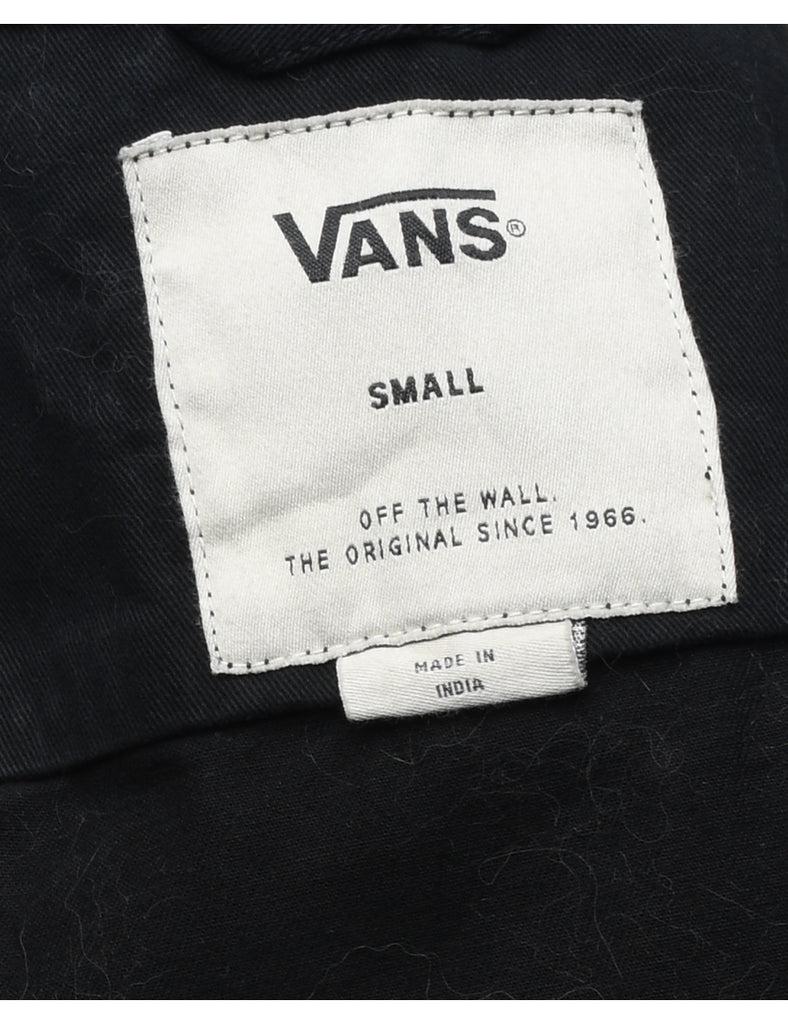 VANS®
SMALL
OFF THE WALL.
THE ORIGINAL SINCE 1966.
MADE IN
INDIA